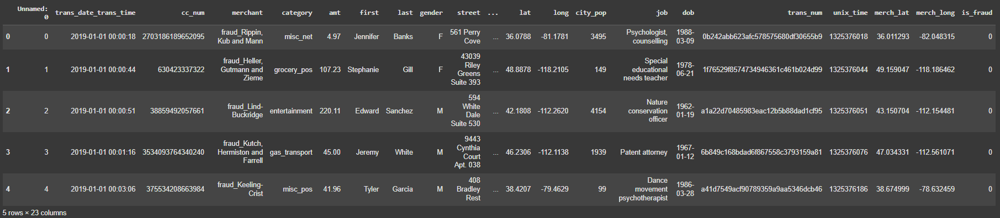 Unnamed: 0 trans_date_trans_time cc_num merchant category amt first last gender street ... lat long city_pop job dob trans_num unix_time merch_lat merch_long is_fraud
0 0 2019-01-01 00:00:18 2703186189652095 fraud_Rippin, Kub and Mann misc_net 4.97 Jennifer Banks F 561 Perry Cove ... 36.0788 -81.1781 3495 Psychologist, counselling 1988-03-09 0b242abb623afc578575680df30655b9 1325376018 36.011293 -82.048315 0
1 1 2019-01-01 00:00:44 630423337322 fraud_Heller, Gutmann and Zieme grocery_pos 107.23 Stephanie Gill F 43039 Riley Greens Suite 393 ... 48.8878 -118.2105 149 Special educational needs teacher 1978-06-21 1f76529f8574734946361c461b024d99 1325376044 49.159047 -118.186462 0
2 2 2019-01-01 00:00:51 38859492057661 fraud_Lind-Buckridge entertainment 220.11 Edward Sanchez M 594 White Dale Suite 530 ... 42.1808 -112.2620 4154 Nature conservation officer 1962-01-19 a1a22d70485983eac12b5b88dad1cf95 1325376051 43.150704 -112.154481 0
3 3 2019-01-01 00:01:16 3534093764340240 fraud_Kutch, Hermiston and Farrell gas_transport 45.00 Jeremy White M 9443 Cynthia Court Apt. 038 ... 46.2306 -112.1138 1939 Patent attorney 1967-01-12 6b849c168bdad6f867558c3793159a81 1325376076 47.034331 -112.561071 0
4 4 2019-01-01 00:03:06 375534208663984 fraud_Keeling-Crist misc_pos 41.96 Tyler Garcia M 408 Bradley Rest ... 38.4207 -79.4629 99 Dance movement psychotherapist 1986-03-28 a41d7549acf90789359a9aa5346dcb46 1325376186 38.674999 -78.632459 0
5 rows × 23 columns